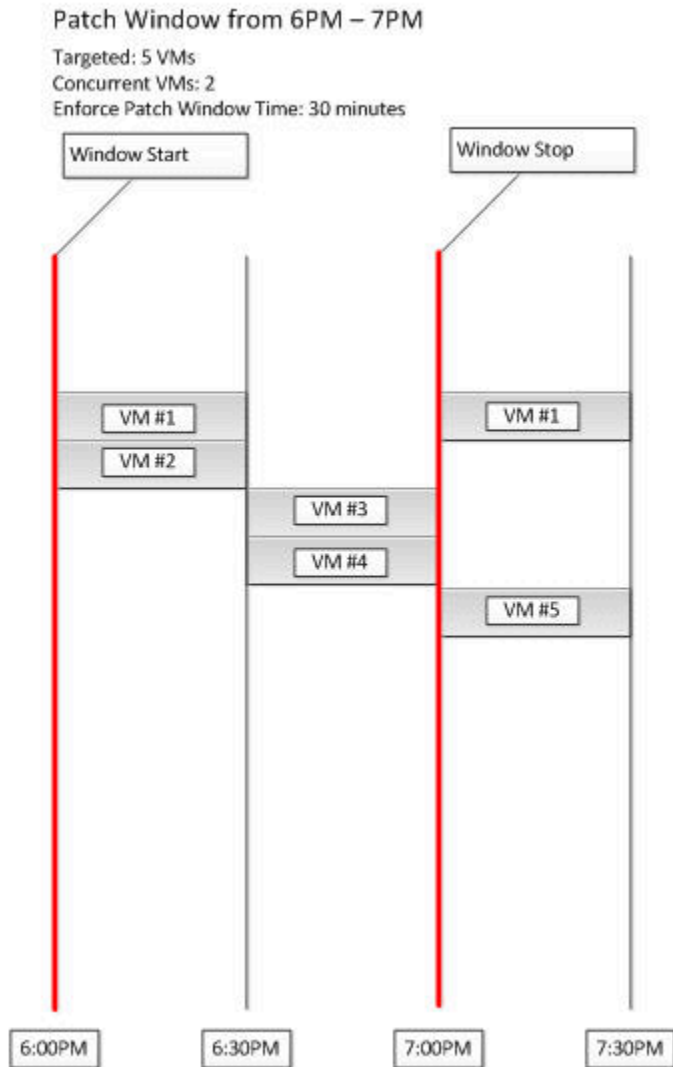 Patch Window from 6PM – 7PM
Targeted: 5 VMs
Concurrent VMs: 2
Enforce Patch Window Time: 30 minutes
Window Start
Window Stop
VM #1
VM #1
VM #2
VM #3
VM #4
VM #5
6:00PM
6:30PM
7:00PM
7:30PM